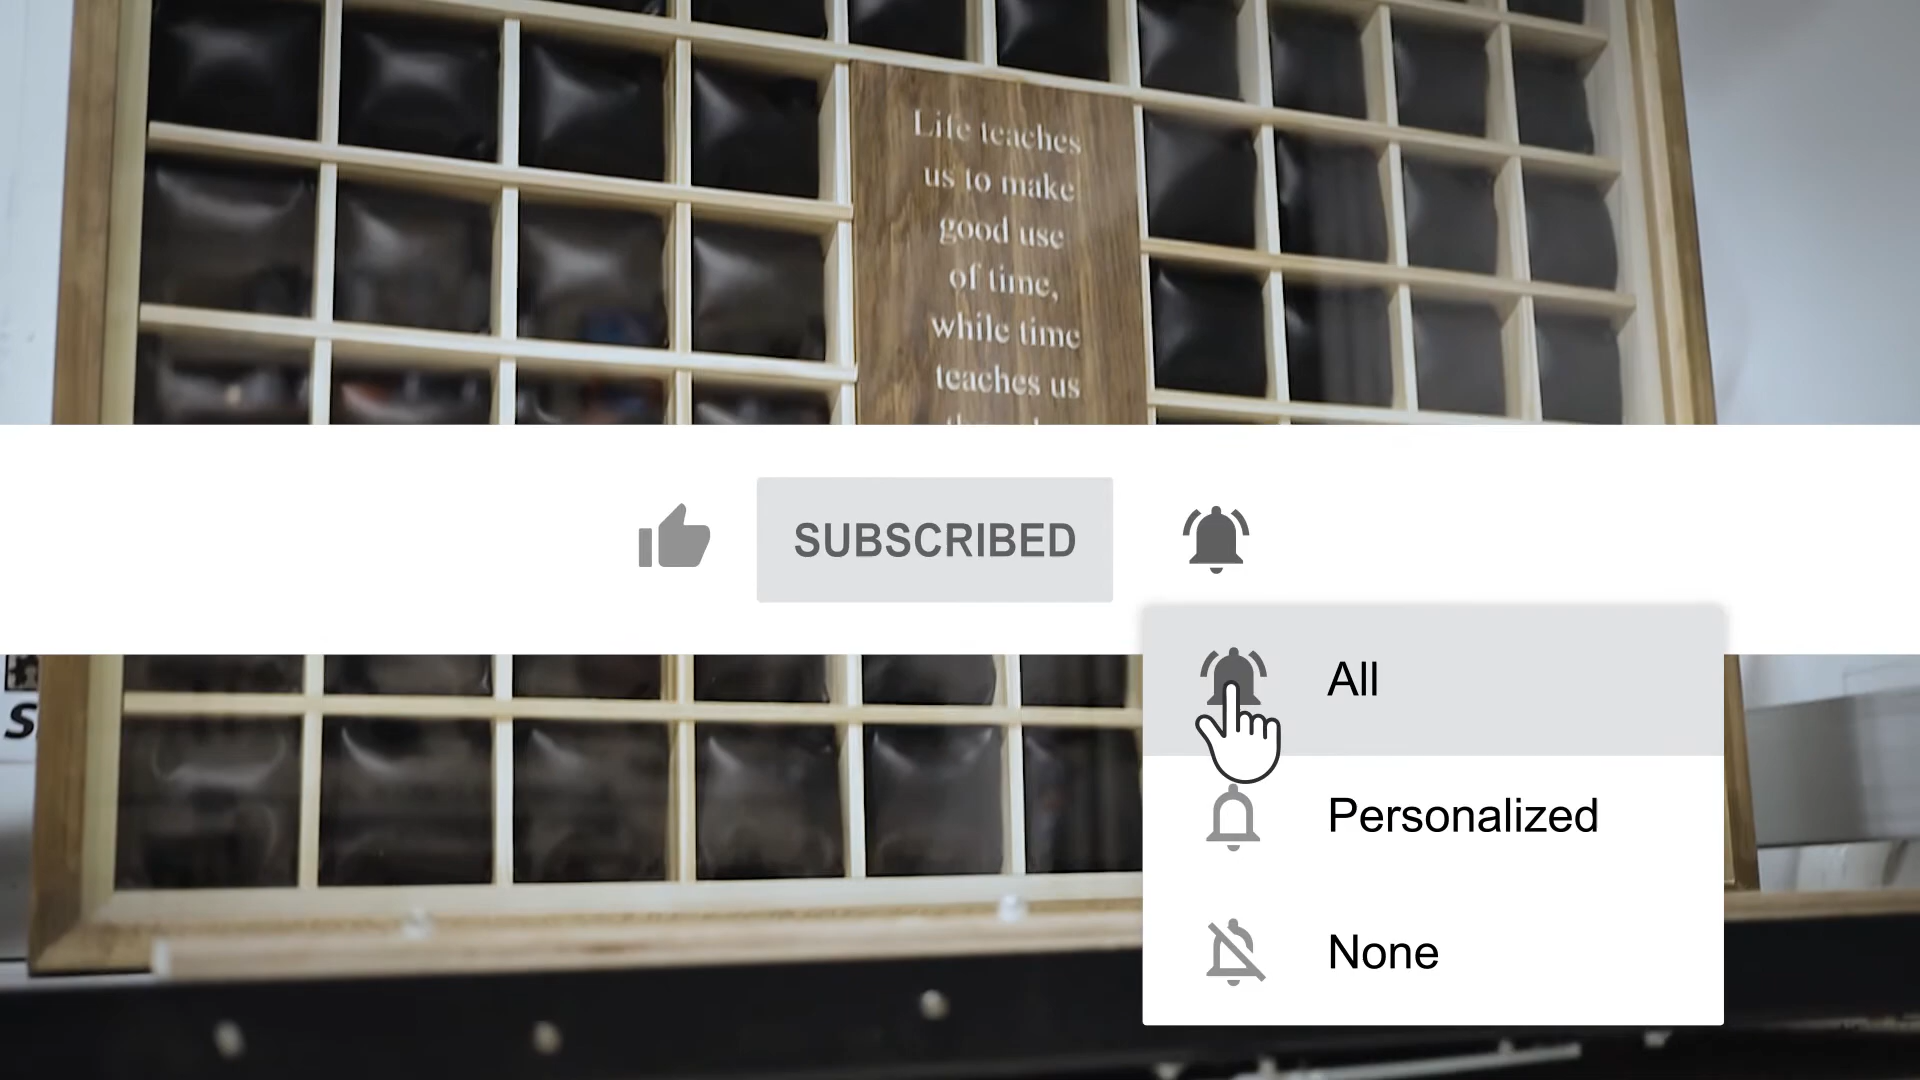 Life teaches
us to make
good use
of time,
while time
teaches us
SUBSCRIBED
All
Personalized
None
S